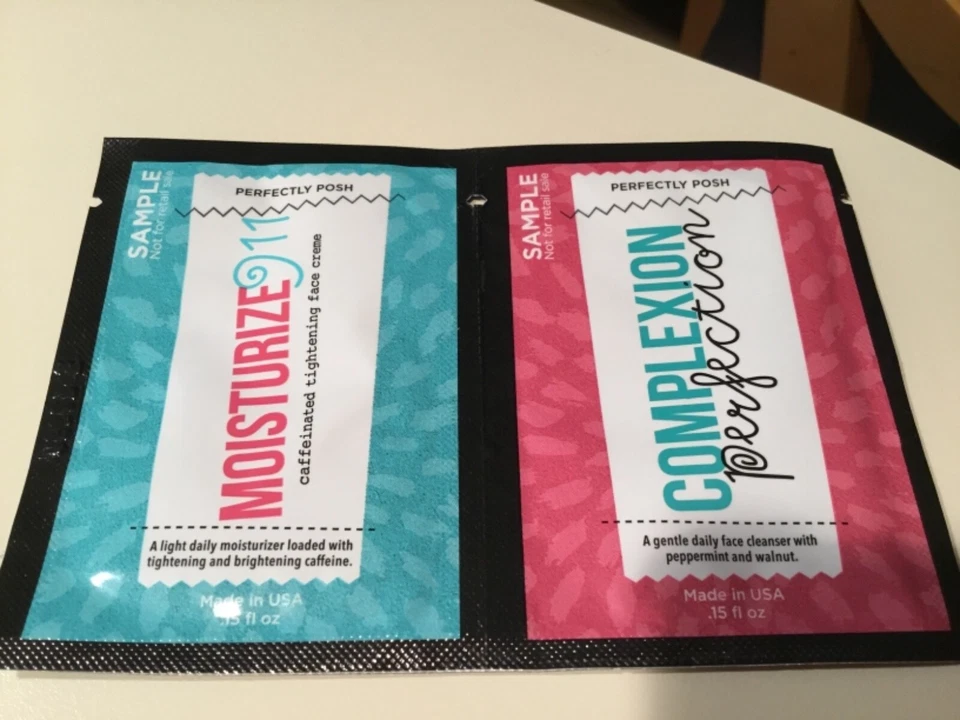 SAMPLE
Not for retail sale
PERFECTLY POSH
MOISTURIZE911
caffeinated tightening face creme
A light daily moisturizer loaded with
tightening and brightening caffeine.
Made in USA
.15 fl oz
SAMPLE
Not for retail sale
PERFECTLY POSH
COMPLEXION
perfection
A gentle daily face cleanser with
peppermint and walnut.
Made in USA
.15 fl oz